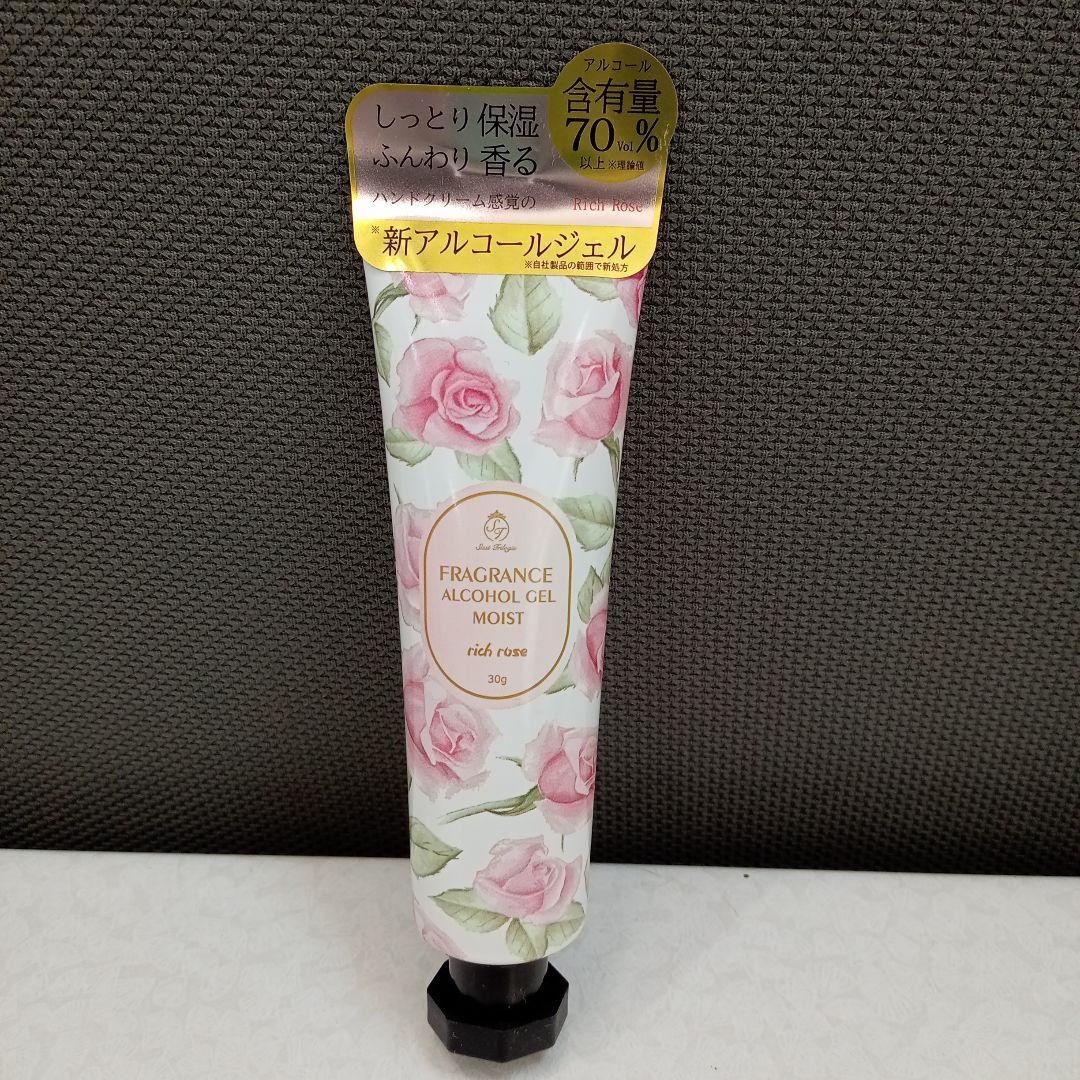 アルコール
含有量
70Vol%
以上 ※理論値
しっとり保湿
ふんわり香る
ハンドクリーム感覚の
Rich Rose
※新アルコールジェル
※自社製品の範囲で新処方
ST
FRAGRANCE
ALCOHOL GEL
MOIST
rich rose
30g